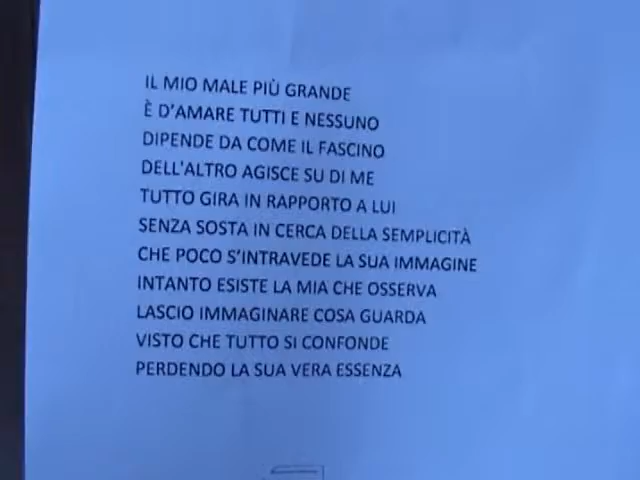 IL MIO MALE PIÙ GRANDE
È D'AMARE TUTTI E NESSUNO
DIPENDE DA COME IL FASCINO
DELL'ALTRO AGISCE SU DI ME
TUTTO GIRA IN RAPPORTO A LUI
SENZA SOSTA IN CERCA DELLA SEMPLICITÀ
CHE POCO S'INTRAVEDE LA SUA IMMAGINE
INTANTO ESISTE LA MIA CHE OSSERVA
LASCIO IMMAGINARE COSA GUARDA
VISTO CHE TUTTO SI CONFONDE
PERDENDO LA SUA VERA ESSENZA